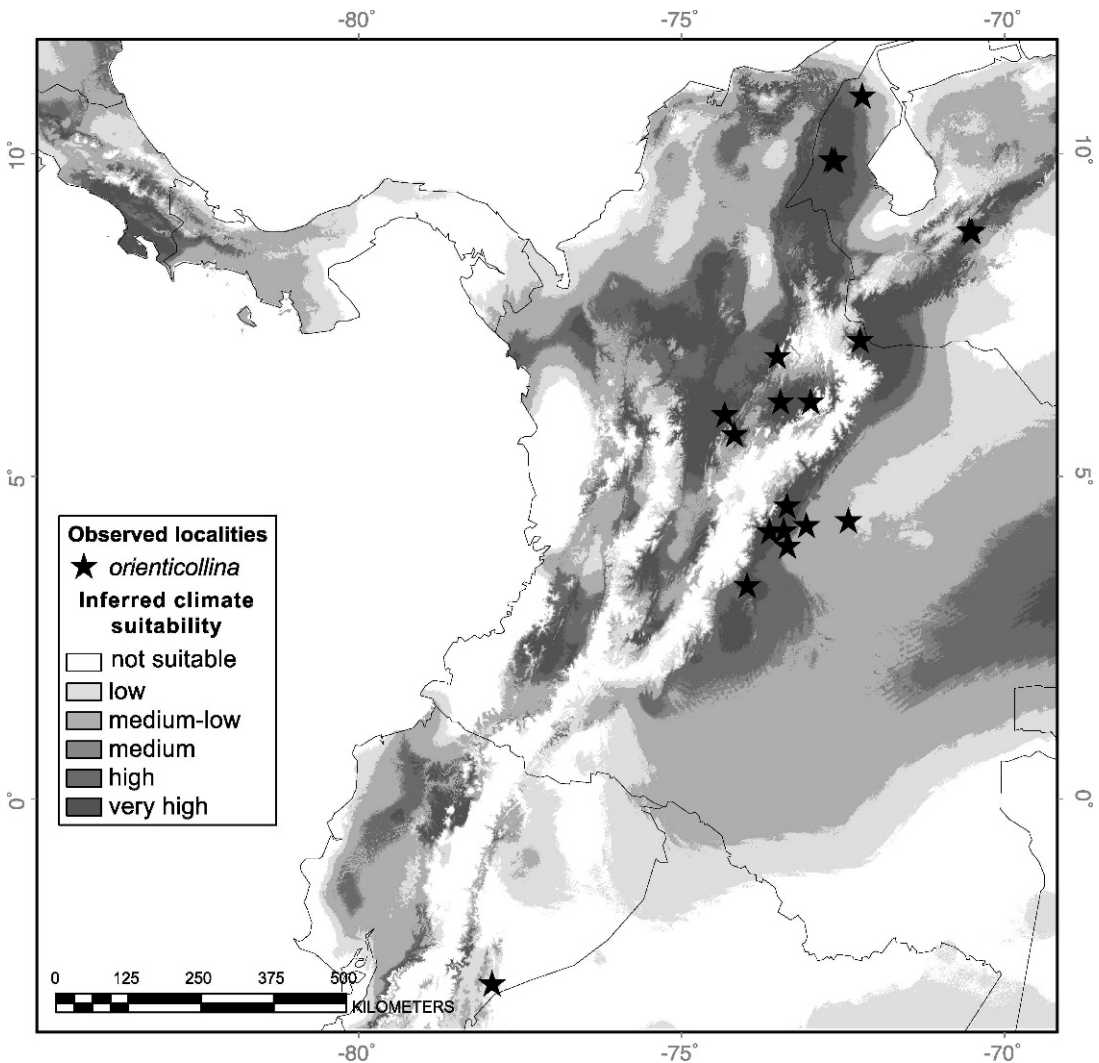 -80° -75° -70°
10° 10°
5° 5°
Observed localities
orienticollina
Inferred climate
suitability
not suitable
low
medium-low
medium
high
very high
0° 0°
0 125 250 375 500
KILOMETERS
-80° -75° -70°